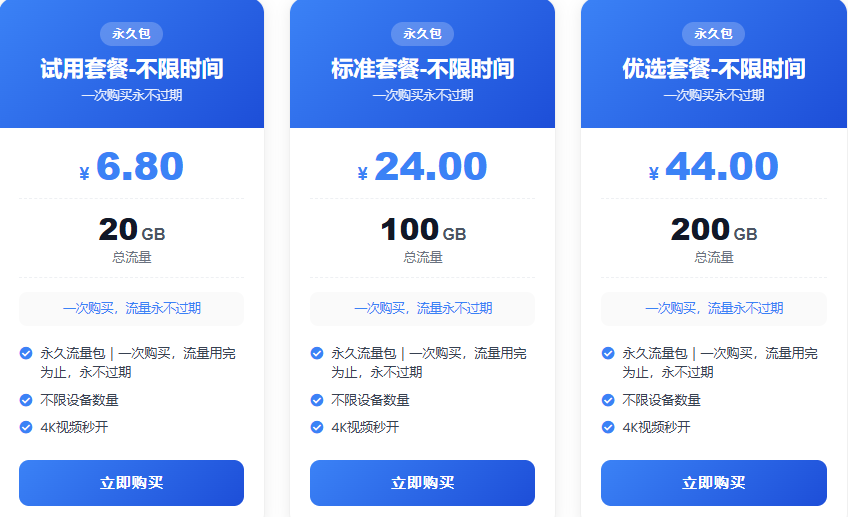 永久包
试用套餐-不限时间
一次购买永不过期
¥ 6.80
20 GB
总流量
一次购买，流量永不过期
永久流量包 | 一次购买，流量用完
为止，永不过期
不限设备数量
4K视频秒开
立即购买
永久包
标准套餐-不限时间
一次购买永不过期
¥ 24.00
100 GB
总流量
一次购买，流量永不过期
永久流量包 | 一次购买，流量用完
为止，永不过期
不限设备数量
4K视频秒开
立即购买
永久包
优选套餐-不限时间
一次购买永不过期
¥ 44.00
200 GB
总流量
一次购买，流量永不过期
永久流量包 | 一次购买，流量用完
为止，永不过期
不限设备数量
4K视频秒开
立即购买